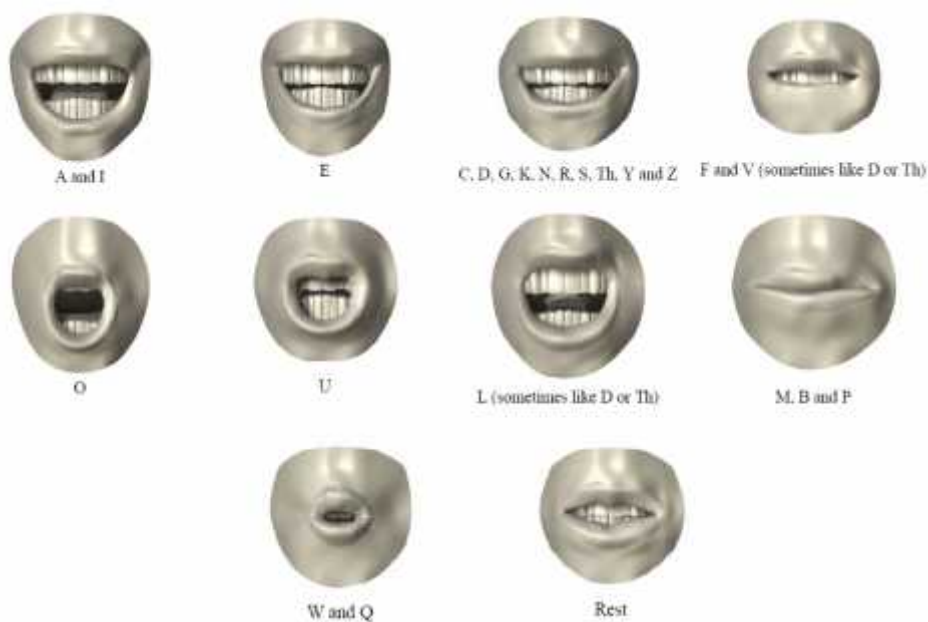 A and I
E
C, D, G, K, N, R, S, Th, Y and Z
F and V (sometimes like D or Th)
O
U
L (sometimes like D or Th)
M, B and P
W and Q
Rest